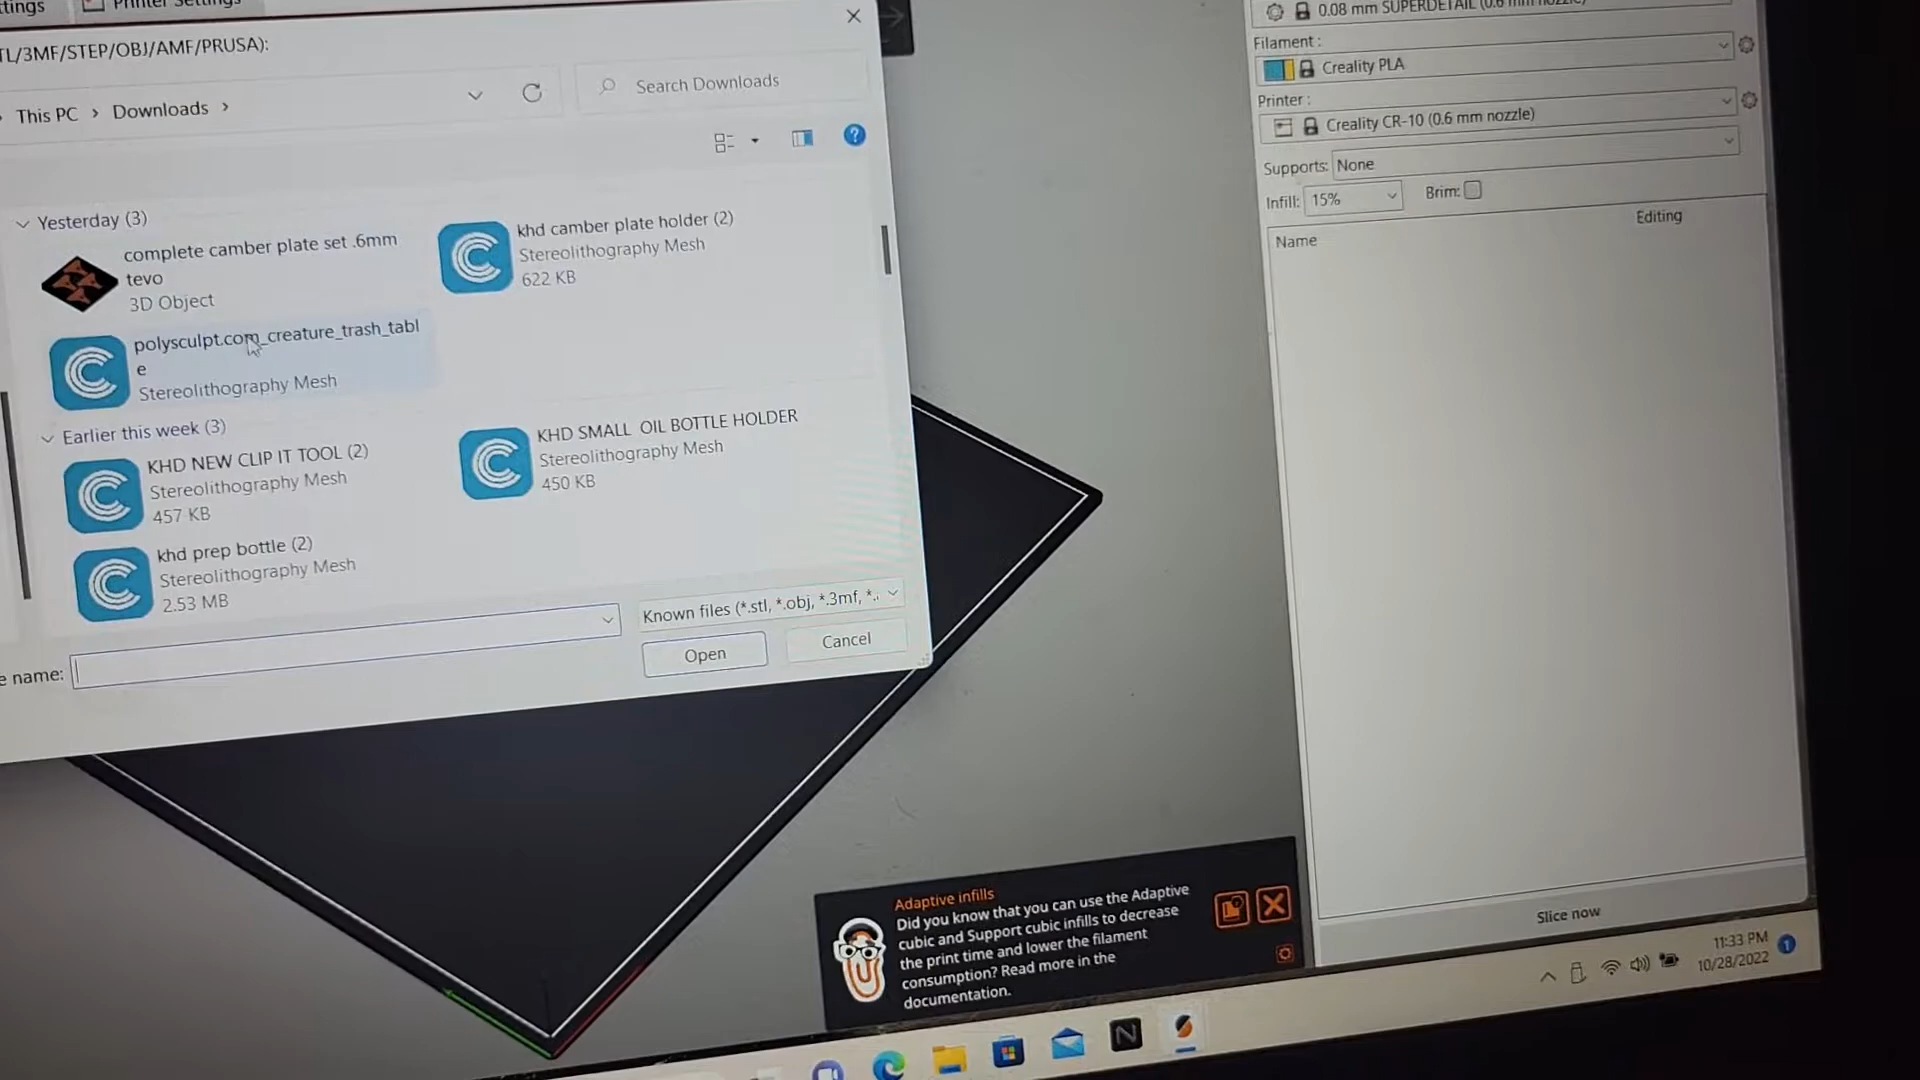 ttings
Printer Settings
TL/3MF/STEP/OBJ/AMF/PRUSA):
This PC > Downloads >
Search Downloads
Yesterday (3)
complete camber plate set .6mm
tevo
3D Object
khd camber plate holder (2)
Stereolithography Mesh
622 KB
polysculpt.com_creature_trash_tabl
e
Stereolithography Mesh
Earlier this week (3)
KHD NEW CLIP IT TOOL (2)
Stereolithography Mesh
457 KB
KHD SMALL OIL BOTTLE HOLDER
Stereolithography Mesh
450 KB
khd prep bottle (2)
Stereolithography Mesh
2.53 MB
e name:
Known files (*.stl, *.obj, *.3mf, *.
Open
Cancel
0.08 mm SUPERDETAIL (0.6 mm nozzle)
Filament :
Creality PLA
Printer :
Creality CR-10 (0.6 mm nozzle)
Supports: None
Infill: 15%
Brim:
Name
Editing
Adaptive infills
Did you know that you can use the Adaptive
cubic and Support cubic infills to decrease
the print time and lower the filament
consumption? Read more in the
documentation.
Slice now
11:33 PM
10/28/2022
1